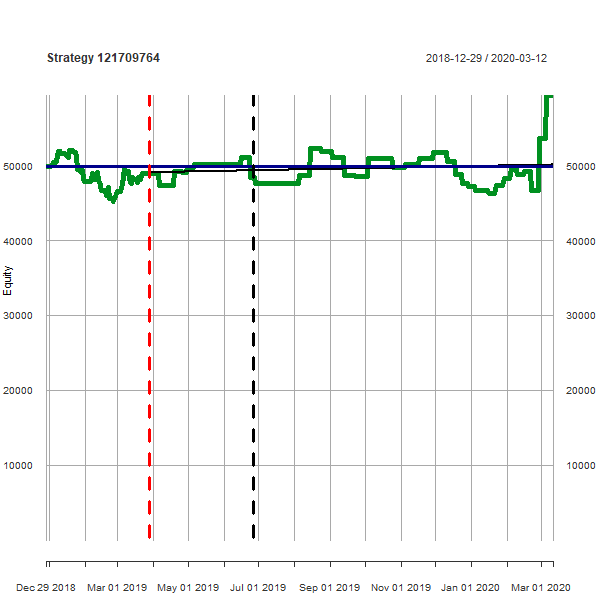 Strategy 121709764
2018-12-29 / 2020-03-12
50000 50000
40000 40000
Equity
30000 30000
20000 20000
10000 10000
Dec 29 2018 Mar 01 2019 May 01 2019 Jul 01 2019 Sep 01 2019 Nov 01 2019 Jan 01 2020 Mar 01 2020